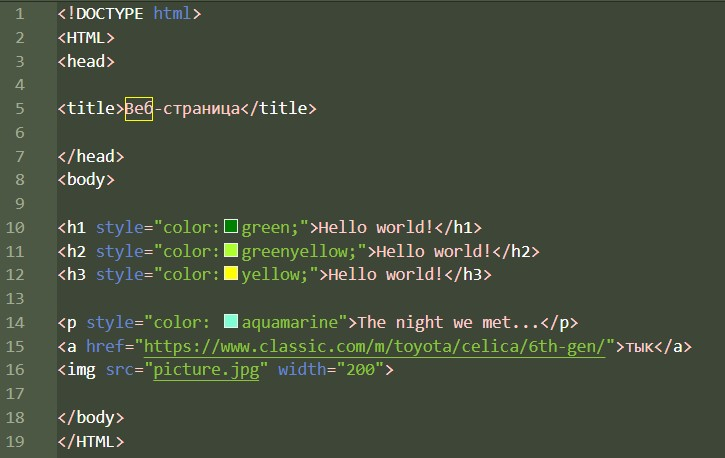 1 <!DOCTYPE html>
2 <HTML>
3 <head>
4
5 <title>Веб-страница</title>
6
7 </head>
8 <body>
9
10 <h1 style="color:green;">Hello world!</h1>
11 <h2 style="color:greenyellow;">Hello world!</h2>
12 <h3 style="color:yellow;">Hello world!</h3>
13
14 <p style="color: aquamarine">The night we met...</p>
15 <a href="https://www.classic.com/m/toyota/celica/6th-gen/">тык</a>
16 <img src="picture.jpg" width="200">
17
18 </body>
19 </HTML>